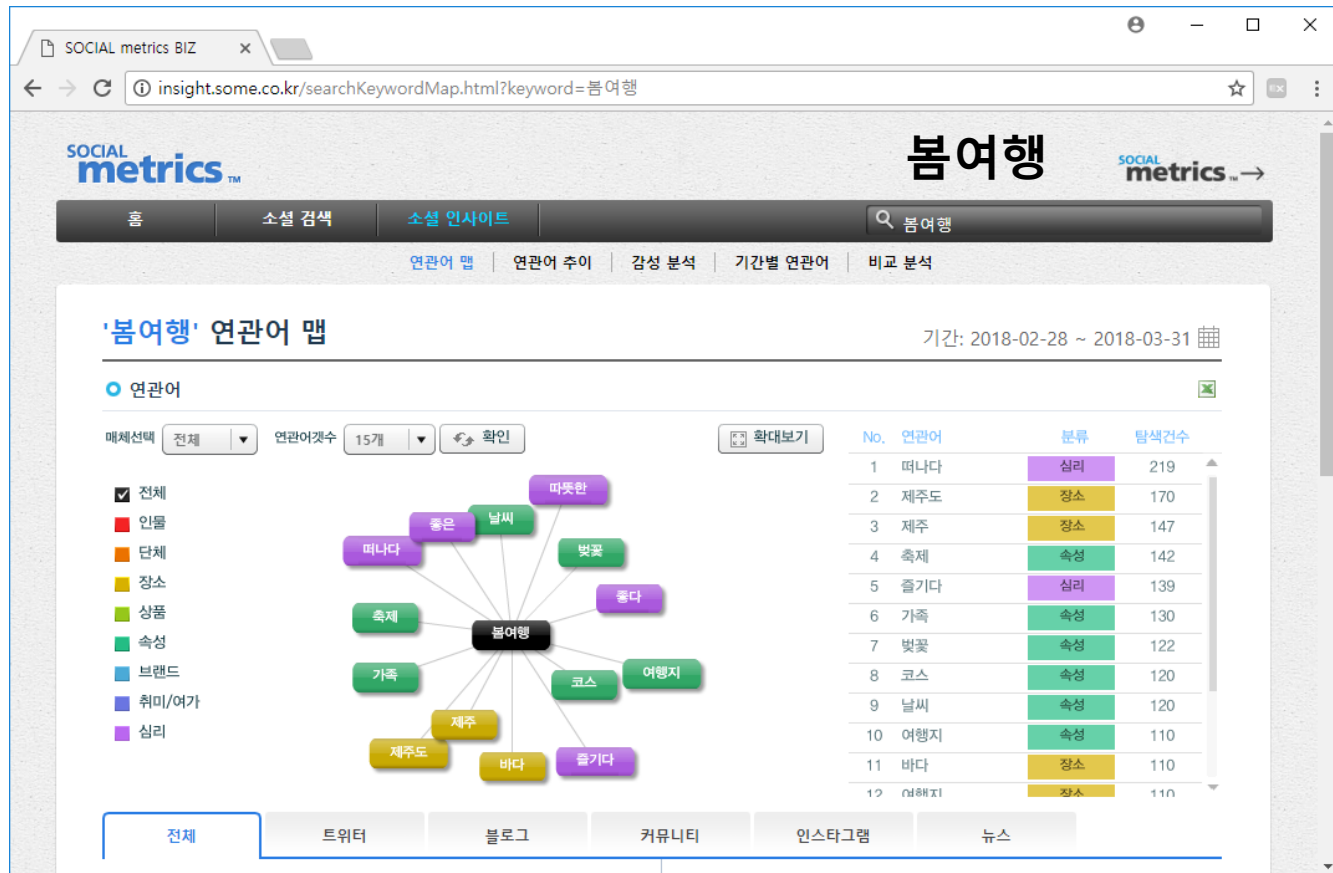 SOCIAL metrics BIZ
insight.some.co.kr/searchKeywordMap.html?keyword=봄여행
SOCIAL
metrics TM
봄여행
SOCIAL
metrics TM
홈 소셜 검색 소셜 인사이트 봄여행
연관어 맵 연관어 추이 감성 분석 기간별 연관어 비교 분석
'봄여행' 연관어 맵
기간: 2018-02-28 ~ 2018-03-31
연관어
매체선택 전체 연관어갯수 15개 확인 확대보기
전체
인물
단체
장소
상품
속성
브랜드
취미/여가
심리
따뜻한
날씨
좋은
떠나다
벚꽃
좋다
축제
봄여행
가족
코스
여행지
제주
제주도
바다
즐기다
No. 연관어 분류 탐색건수
1 떠나다 심리 219
2 제주도 장소 170
3 제주 장소 147
4 축제 속성 142
5 즐기다 심리 139
6 가족 속성 130
7 벚꽃 속성 122
8 코스 속성 120
9 날씨 속성 120
10 여행지 속성 110
11 바다 장소 110
12 여행지 장소 110
전체 트위터 블로그 커뮤니티 인스타그램 뉴스